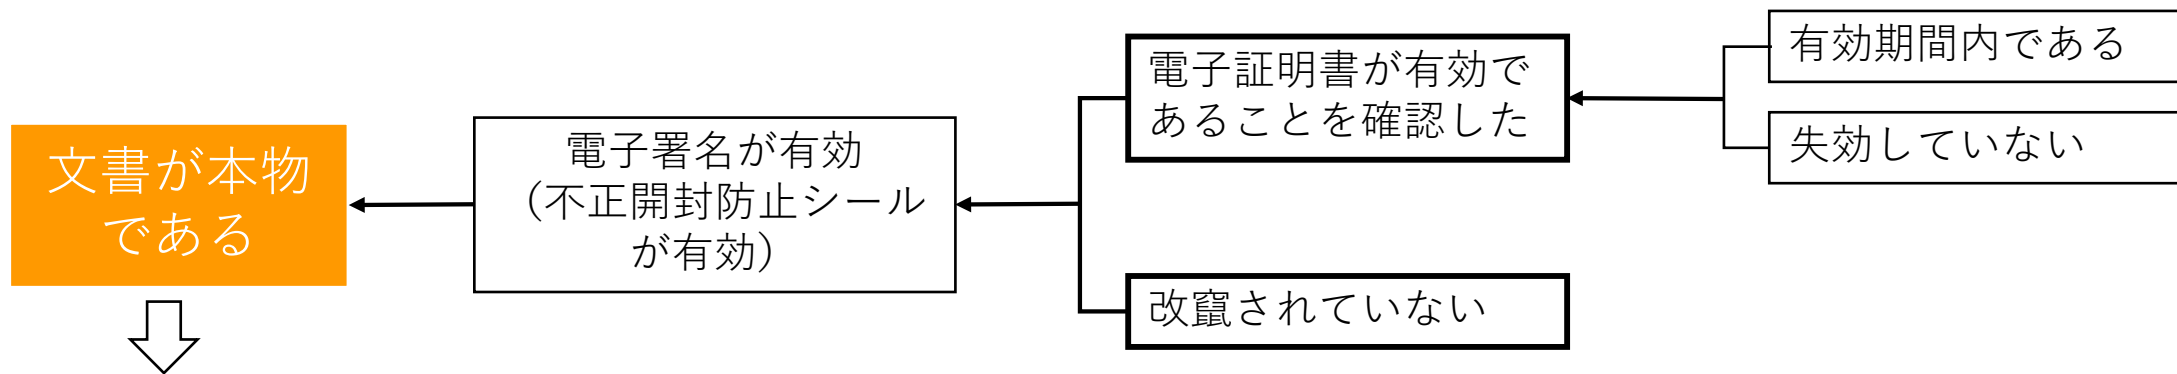 文書が本物
である
電子署名が有効
（不正開封防止シール
が有効）
電子証明書が有効で
あることを確認した
改竄されていない
有効期間内である
失効していない